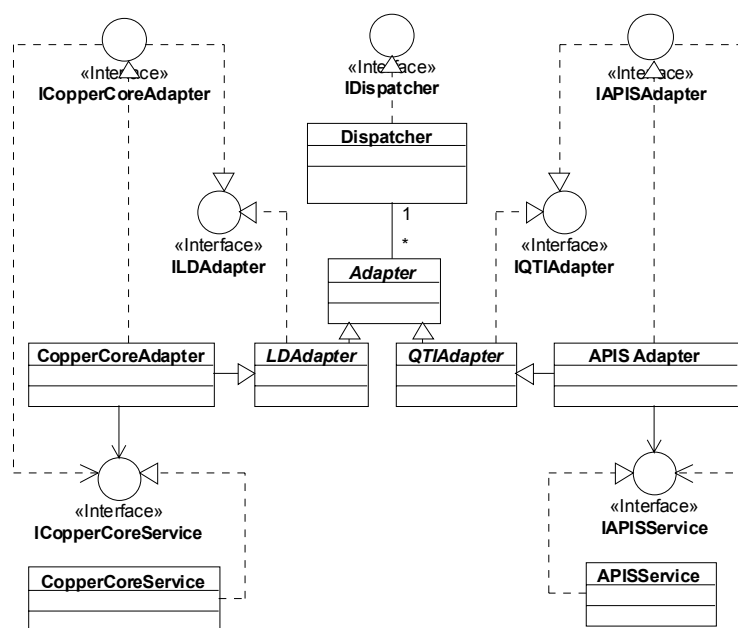 «Interface»
ICopperCoreAdapter
«Interface»
IDispatcher
«Interface»
IAPISAdapter
Dispatcher
1
*
«Interface»
ILDAdapter
«Interface»
IQTIAdapter
Adapter
CopperCoreAdapter
LDAdapter
QTIAdapter
APIS Adapter
«Interface»
ICopperCoreService
«Interface»
IAPISService
CopperCoreService
APISService